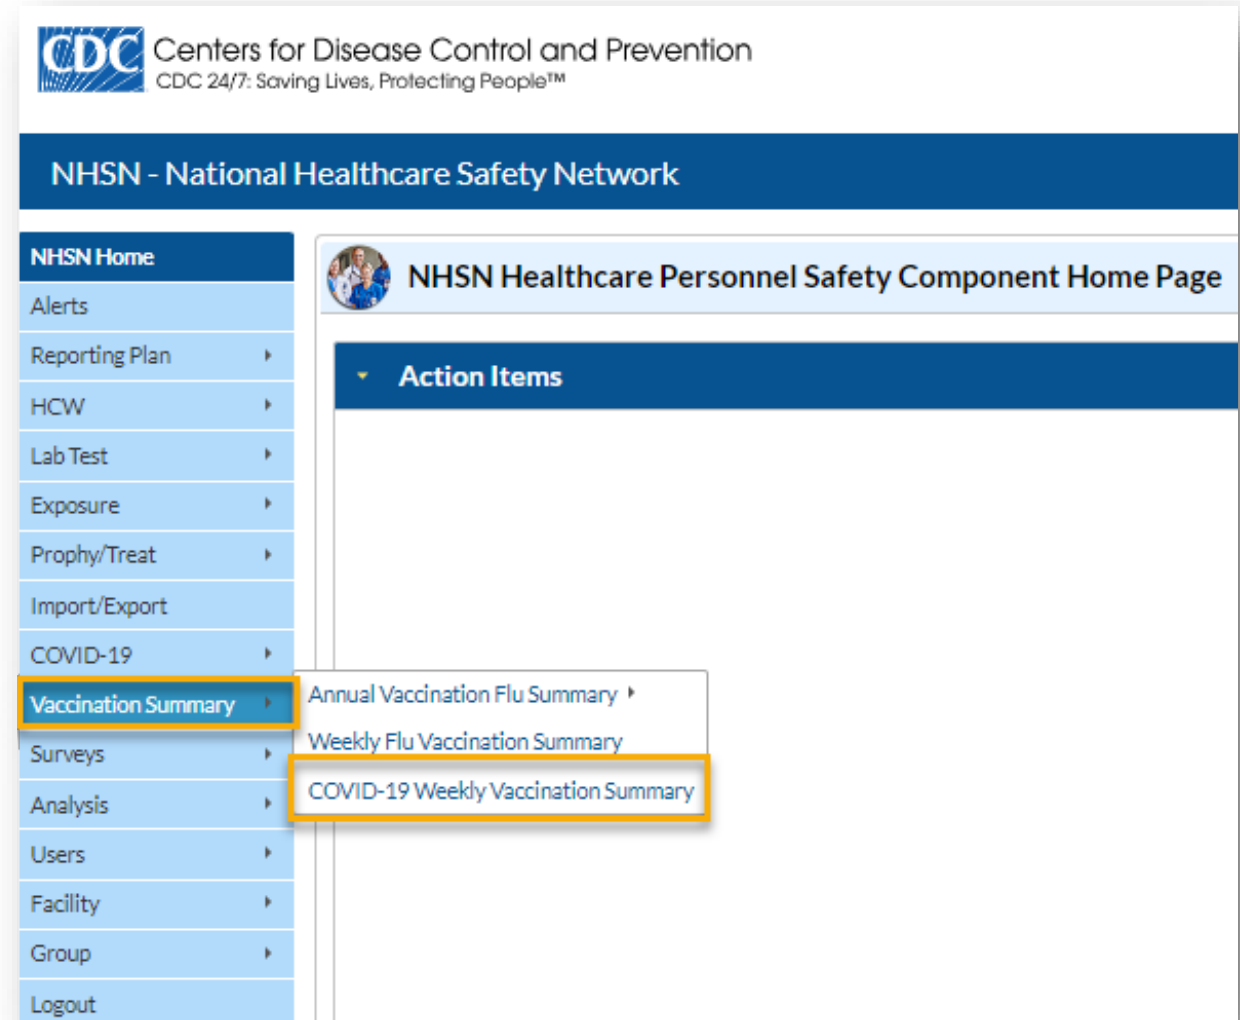 CDC
Centers for Disease Control and Prevention
CDC 24/7: Saving Lives, Protecting People™
NHSN - National Healthcare Safety Network
NHSN Home
Alerts
Reporting Plan
HCW
Lab Test
Exposure
Prophy/Treat
Import/Export
COVID-19
Vaccination Summary
Surveys
Analysis
Users
Facility
Group
Logout
NHSN Healthcare Personnel Safety Component Home Page
Action Items
Annual Vaccination Flu Summary
Weekly Flu Vaccination Summary
COVID-19 Weekly Vaccination Summary